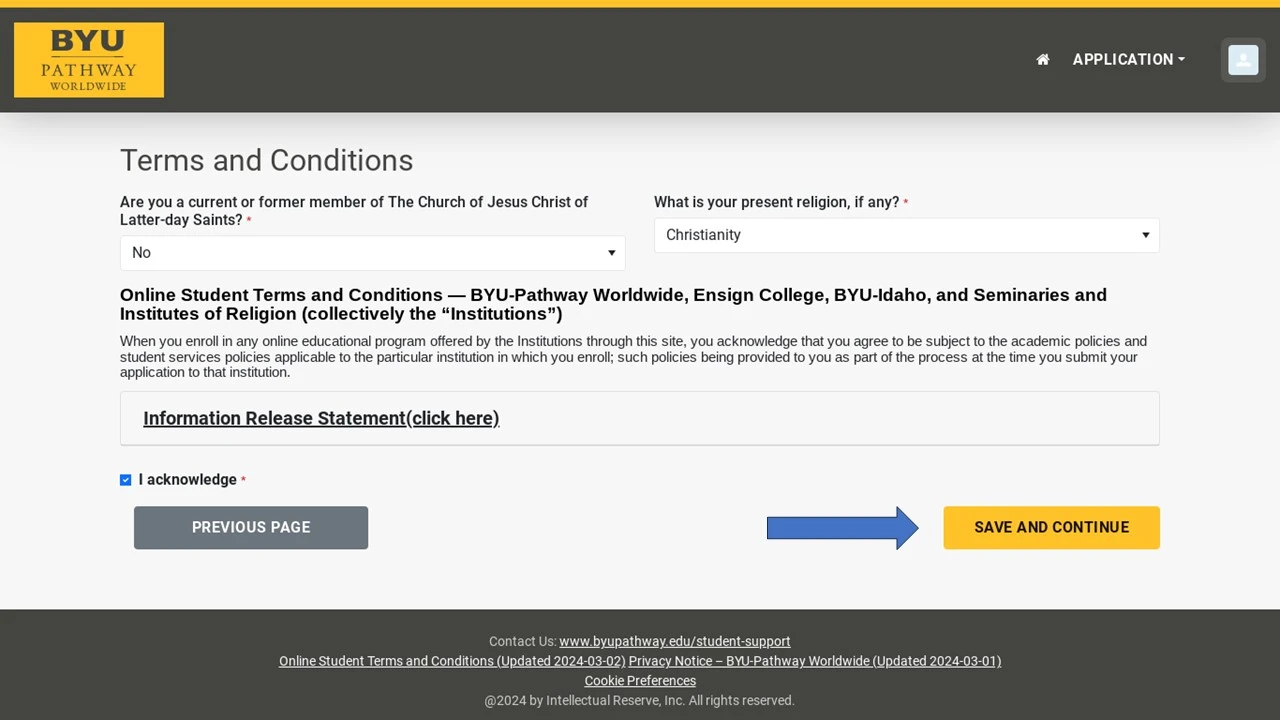 BYU
PATHWAY
WORLDWIDE
APPLICATION
Terms and Conditions
Are you a current or former member of The Church of Jesus Christ of
Latter-day Saints? *
No
What is your present religion, if any? *
Christianity
Online Student Terms and Conditions — BYU-Pathway Worldwide, Ensign College, BYU-Idaho, and Seminaries and
Institutes of Religion (collectively the “Institutions”)
When you enroll in any online educational program offered by the Institutions through this site, you acknowledge that you agree to be subject to the academic policies and
student services policies applicable to the particular institution in which you enroll; such policies being provided to you as part of the process at the time you submit your
application to that institution.
Information Release Statement(click here)
I acknowledge *
PREVIOUS PAGE
SAVE AND CONTINUE
Contact Us: www.byupathway.edu/student-support
Online Student Terms and Conditions (Updated 2024-03-02) Privacy Notice – BYU-Pathway Worldwide (Updated 2024-03-01)
Cookie Preferences
@2024 by Intellectual Reserve, Inc. All rights reserved.